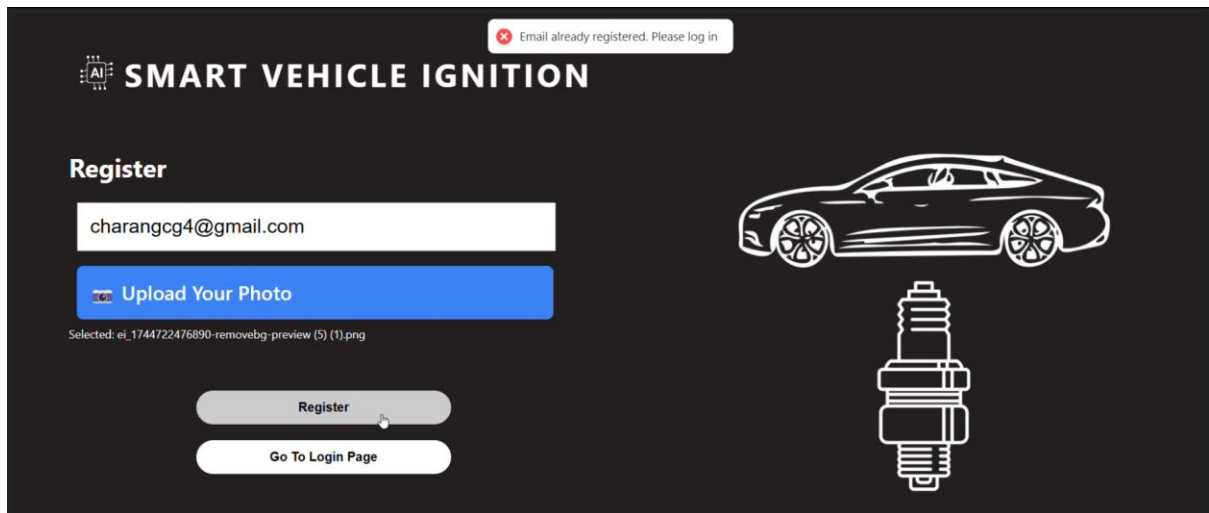 Email already registered. Please log in
AI SMART VEHICLE IGNITION
Register
charangcg4@gmail.com
Upload Your Photo
Selected: ei_1744722476890-removebg-preview (5) (1).png
Register
Go To Login Page